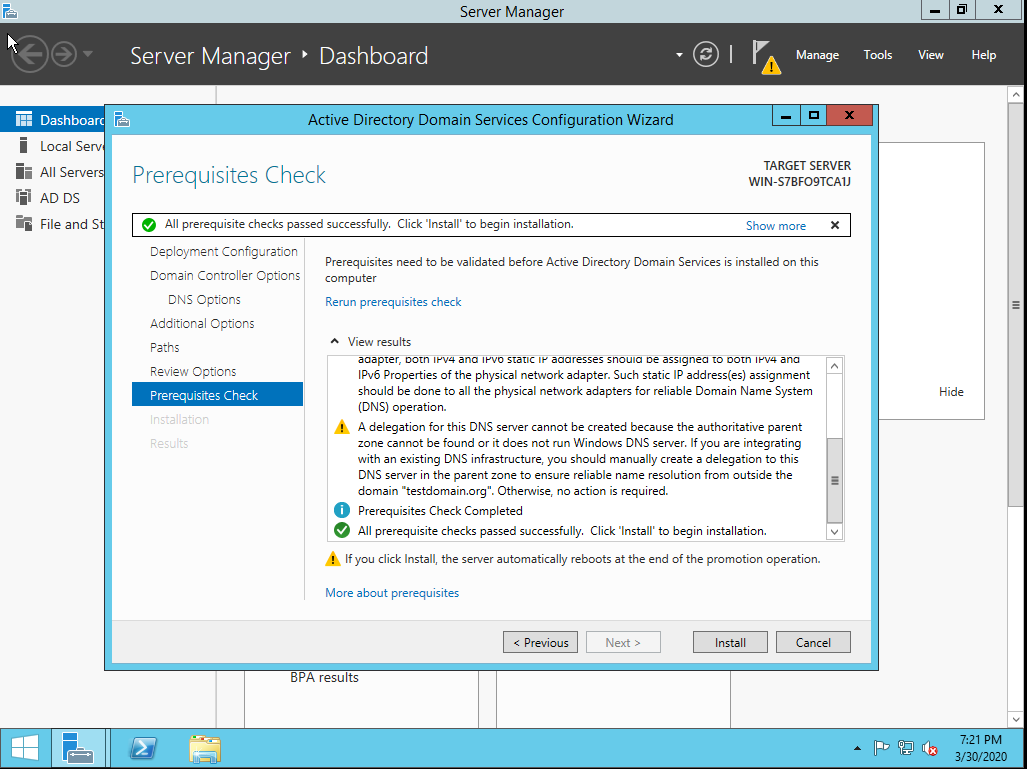 Server Manager
Server Manager ‣ Dashboard
Manage Tools View Help
Dashboard
Local Serve
All Servers
AD DS
File and St
Active Directory Domain Services Configuration Wizard
Prerequisites Check
TARGET SERVER
WIN-S7BFO9TCA1J
All prerequisite checks passed successfully. Click 'Install' to begin installation.
Show more
Deployment Configuration
Domain Controller Options
DNS Options
Additional Options
Paths
Review Options
Prerequisites Check
Installation
Results
Prerequisites need to be validated before Active Directory Domain Services is installed on this
computer
Rerun prerequisites check
View results
adapter, both IPv4 and IPv6 static IP addresses should be assigned to both IPv4 and
IPv6 Properties of the physical network adapter. Such static IP address(es) assignment
should be done to all the physical network adapters for reliable Domain Name System
(DNS) operation.
A delegation for this DNS server cannot be created because the authoritative parent
zone cannot be found or it does not run Windows DNS server. If you are integrating
with an existing DNS infrastructure, you should manually create a delegation to this
DNS server in the parent zone to ensure reliable name resolution from outside the
domain "testdomain.org". Otherwise, no action is required.
Prerequisites Check Completed
All prerequisite checks passed successfully. Click 'Install' to begin installation.
If you click Install, the server automatically reboots at the end of the promotion operation.
More about prerequisites
< Previous
Next >
Install
Cancel
Hide
BPA results
7:21 PM
3/30/2020